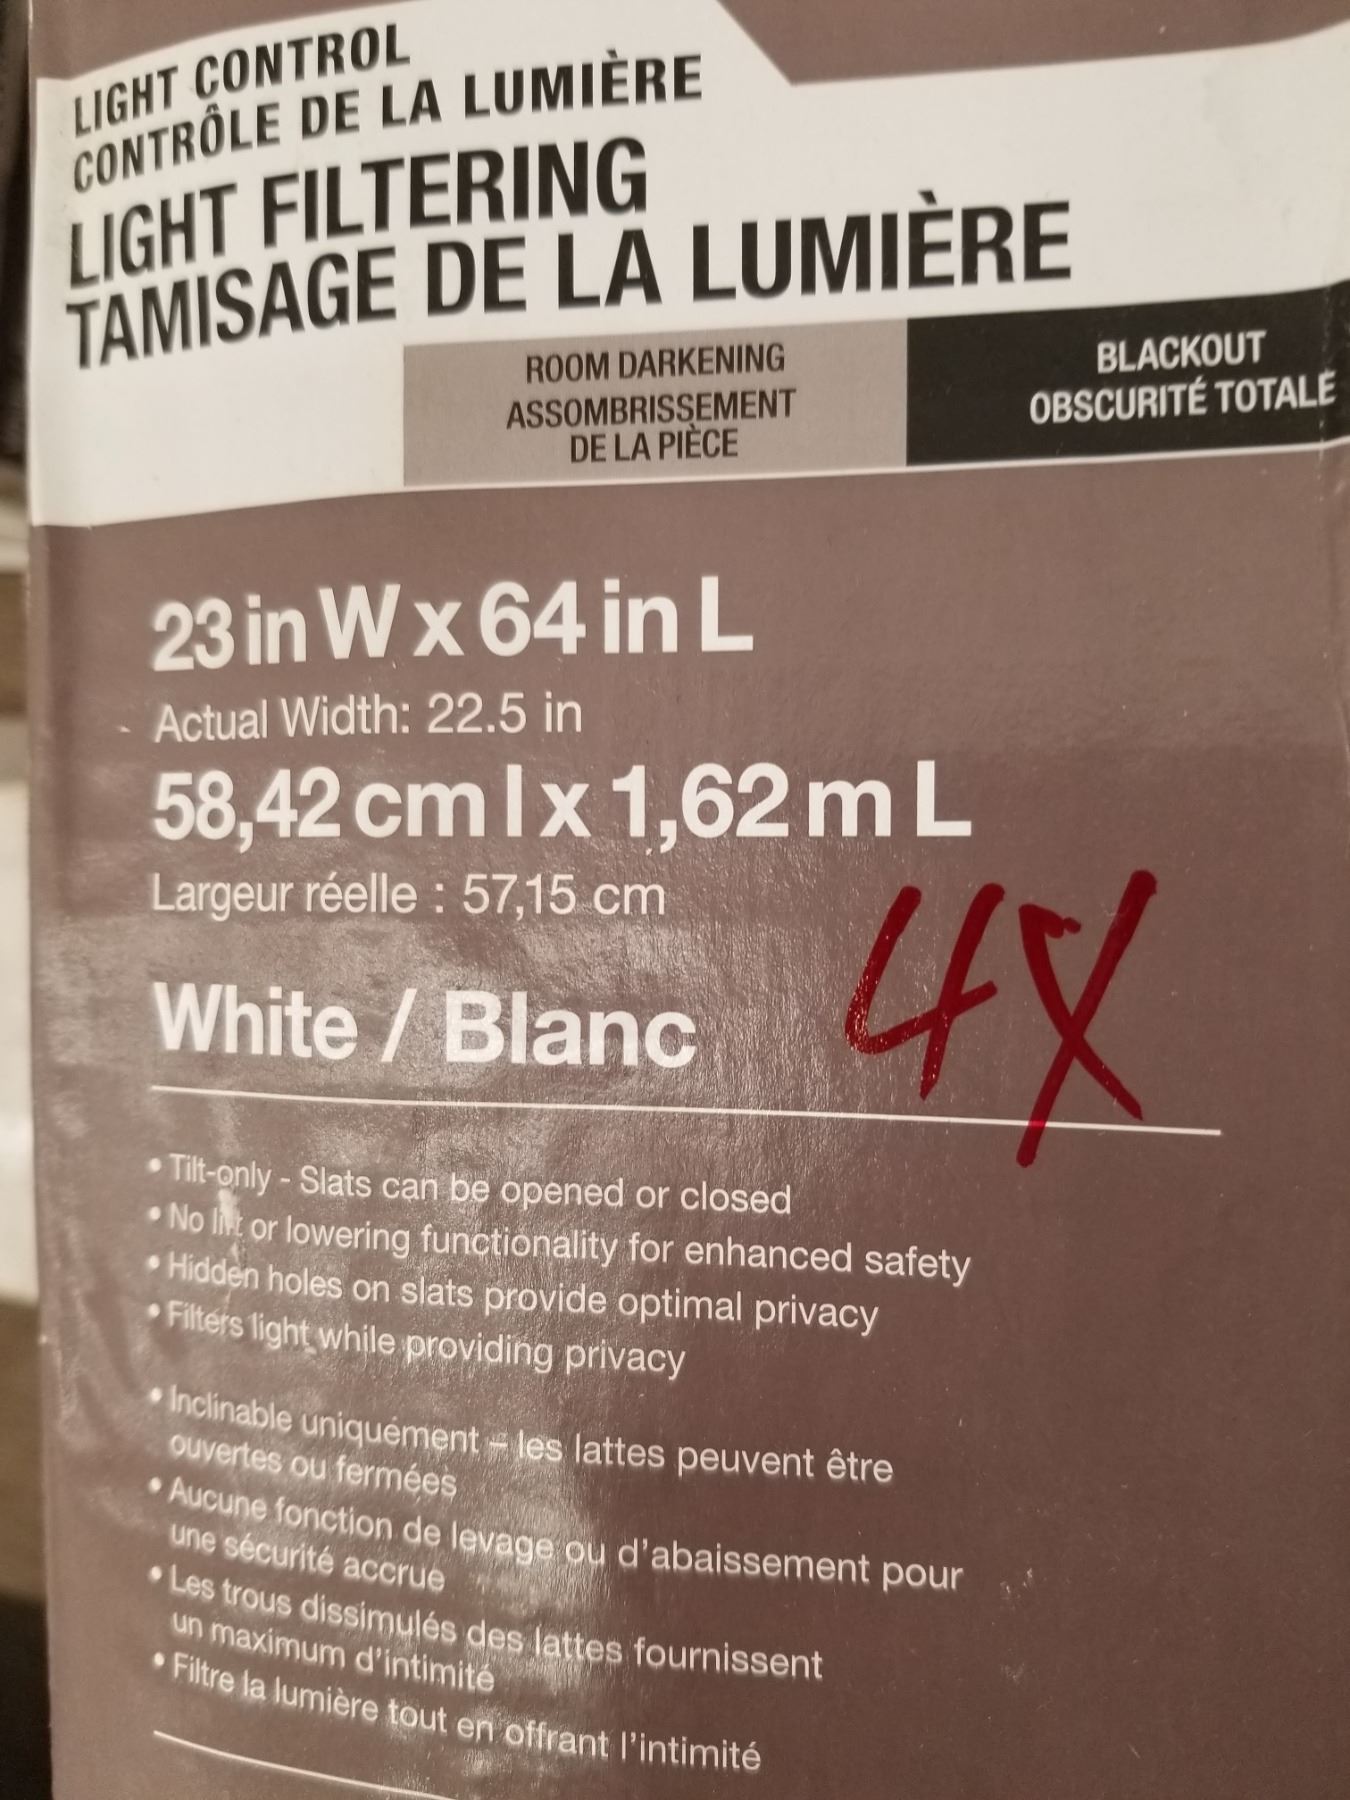 LIGHT CONTROL
CONTRÔLE DE LA LUMIÈRE
LIGHT FILTERING
TAMISAGE DE LA LUMIÈRE
ROOM DARKENING
ASSOMBRISSEMENT
DE LA PIÈCE
BLACKOUT
OBSCURITÉ TOTALE
23 in W x 64 in L
Actual Width: 22.5 in
58,42 cm l x 1,62 m L
Largeur réelle : 57,15 cm
White / Blanc
4X
• Tilt-only - Slats can be opened or closed
• No lift or lowering functionality for enhanced safety
• Hidden holes on slats provide optimal privacy
• Filters light while providing privacy
• Inclinable uniquément – les lattes peuvent être
ouvertes ou fermées
• Aucune fonction de levage ou d'abaissement pour
une sécurité accrue
• Les trous dissimulés des lattes fournissent
un maximum d'intimité
• Filtre la lumière tout en offrant l'intimité